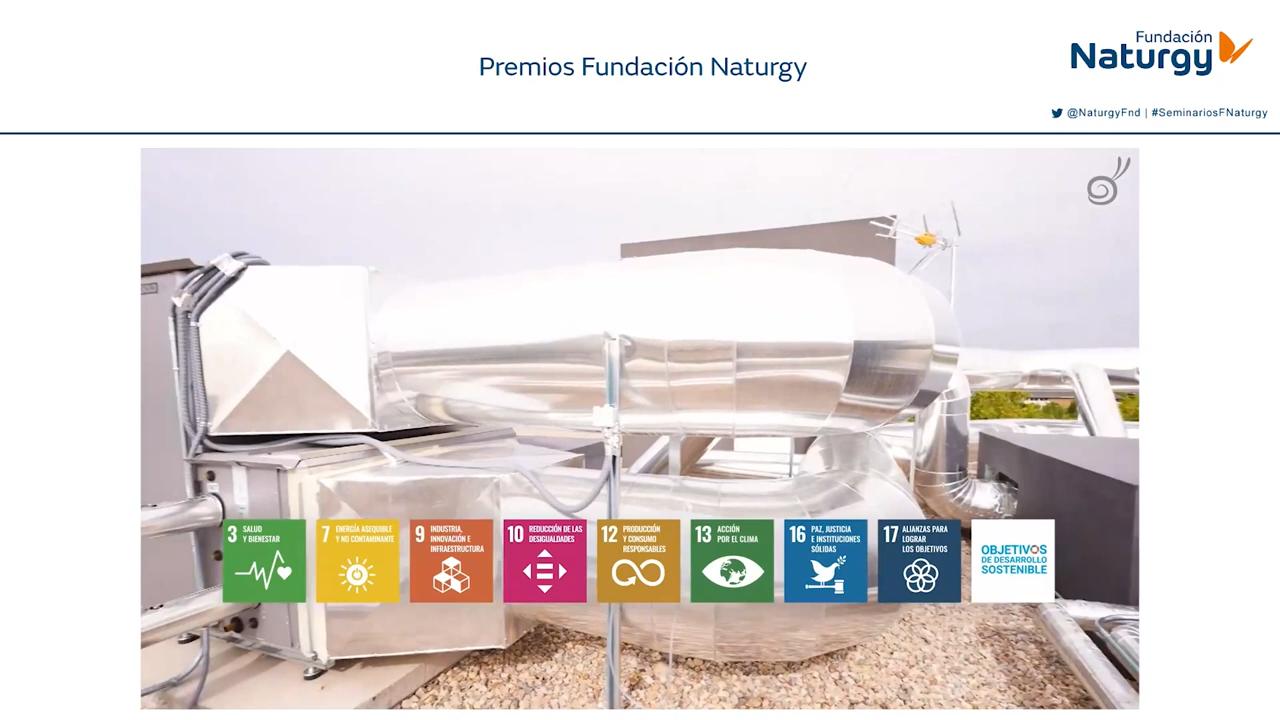 Premios Fundación Naturgy
Fundación
Naturgy
@NaturgyFnd | #SeminariosFNaturgy
3 SALUD
Y BIENESTAR
7 ENERGÍA ASEQUIBLE
Y NO CONTAMINANTE
9 INDUSTRIA,
INNOVACIÓN E
INFRAESTRUCTURA
10 REDUCCIÓN DE LAS
DESIGUALDADES
12 PRODUCCIÓN
Y CONSUMO
RESPONSABLES
13 ACCIÓN
POR EL CLIMA
16 PAZ, JUSTICIA
E INSTITUCIONES
SÓLIDAS
17 ALIANZAS PARA
LOGRAR
LOS OBJETIVOS
OBJETIVOS
DE DESARROLLO
SOSTENIBLE